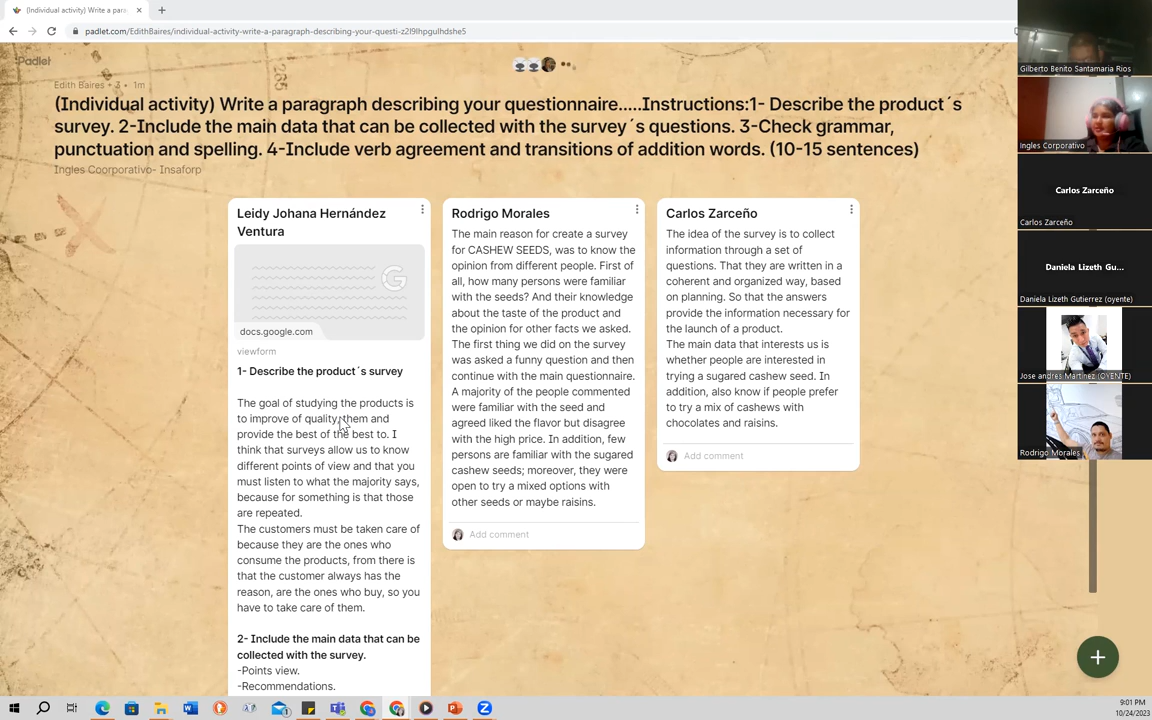 (Individual activity) Write a para
padlet.com/EdithBaires/individual-activity-write-a-paragraph-describing-your-questi-z2l9lhpgulhdshe5
Padlet
Edith Baires • 3 • 1m
(Individual activity) Write a paragraph describing your questionnaire.....Instructions:1- Describe the product´s
survey. 2-Include the main data that can be collected with the survey´s questions. 3-Check grammar,
punctuation and spelling. 4-Include verb agreement and transitions of addition words. (10-15 sentences)
Ingles Coorporativo- Insaforp
Leidy Johana Hernández
Ventura
docs.google.com
viewform
1- Describe the product´s survey
The goal of studying the products is
to improve of quality them and
provide the best of the best to. I
think that surveys allow us to know
different points of view and that you
must listen to what the majority says,
because for something is that those
are repeated.
The customers must be taken care of
because they are the ones who
consume the products, from there is
that the customer always has the
reason, are the ones who buy, so you
have to take care of them.
2- Include the main data that can be
collected with the survey.
-Points view.
-Recommendations.
Rodrigo Morales
The main reason for create a survey
for CASHEW SEEDS, was to know the
opinion from different people. First of
all, how many persons were familiar
with the seeds? And their knowledge
about the taste of the product and
the opinion for other facts we asked.
The first thing we did on the survey
was asked a funny question and then
continue with the main questionnaire.
A majority of the people commented
were familiar with the seed and
agreed liked the flavor but disagree
with the high price. In addition, few
persons are familiar with the sugared
cashew seeds; moreover, they were
open to try a mixed options with
other seeds or maybe raisins.
Add comment
Carlos Zarceño
The idea of the survey is to collect
information through a set of
questions. That they are written in a
coherent and organized way, based
on planning. So that the answers
provide the information necessary for
the launch of a product.
The main data that interests us is
whether people are interested in
trying a sugared cashew seed. In
addition, also know if people prefer
to try a mix of cashews with
chocolates and raisins.
Add comment
Gilberto Benito Santamaria Rios
Ingles Corporativo
Carlos Zarceño
Carlos Zarceño
Daniela Lizeth Gu...
Daniela Lizeth Gutierrez (oyente)
Jose andres Martinez (OYENTE)
Rodrigo Morales
9:01 PM
10/24/2023